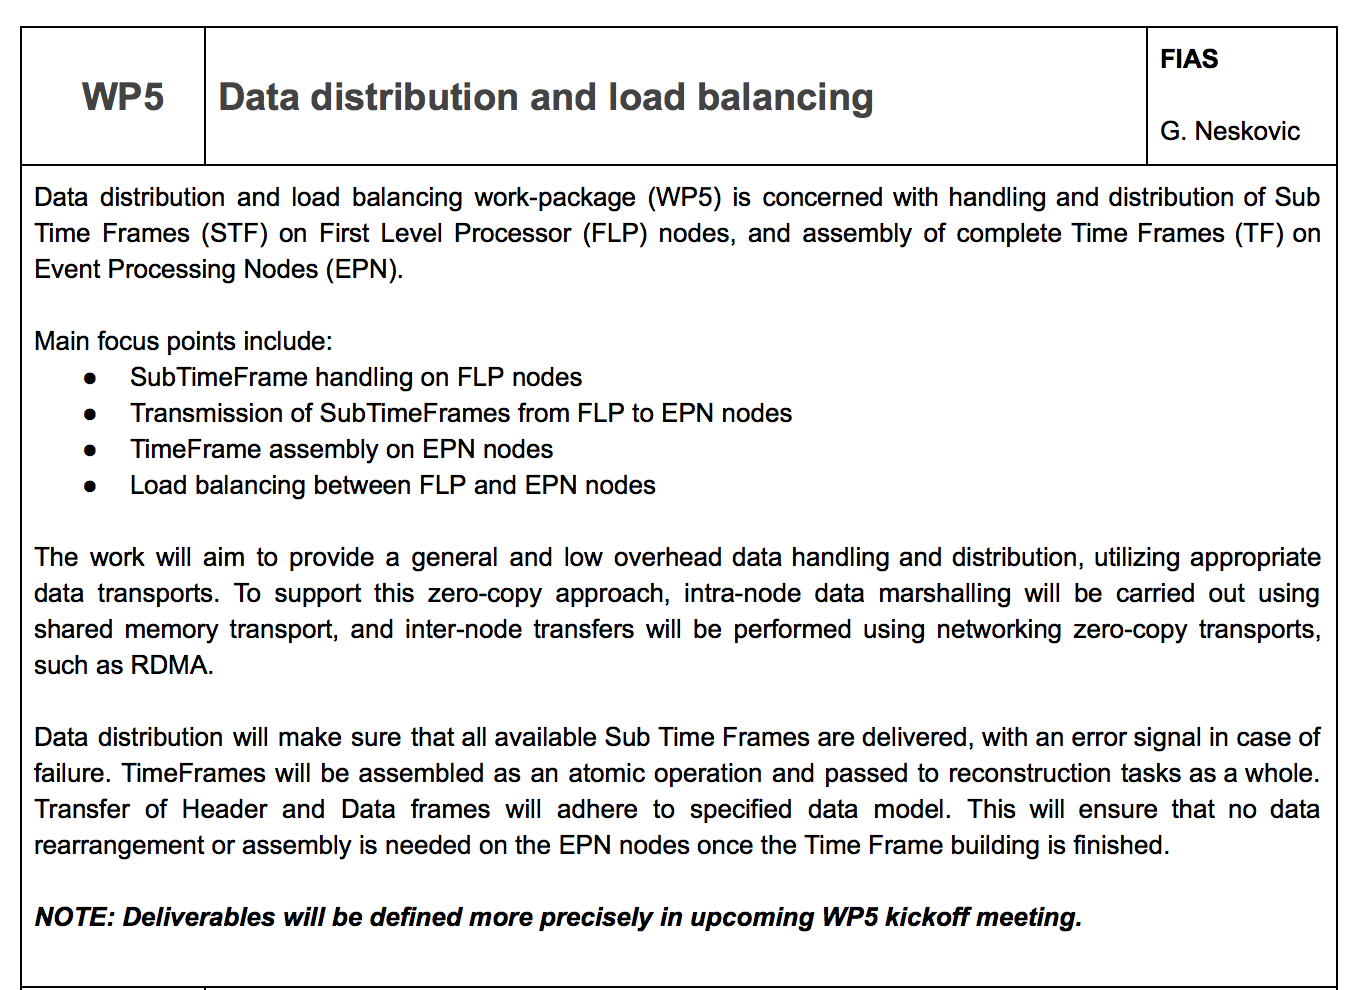 WP5
Data distribution and load balancing
FIAS
G. Neskovic
Data distribution and load balancing work-package (WP5) is concerned with handling and distribution of Sub
Time Frames (STF) on First Level Processor (FLP) nodes, and assembly of complete Time Frames (TF) on
Event Processing Nodes (EPN).
Main focus points include:
● SubTimeFrame handling on FLP nodes
● Transmission of SubTimeFrames from FLP to EPN nodes
● TimeFrame assembly on EPN nodes
● Load balancing between FLP and EPN nodes
The work will aim to provide a general and low overhead data handling and distribution, utilizing appropriate
data transports. To support this zero-copy approach, intra-node data marshalling will be carried out using
shared memory transport, and inter-node transfers will be performed using networking zero-copy transports,
such as RDMA.
Data distribution will make sure that all available Sub Time Frames are delivered, with an error signal in case of
failure. TimeFrames will be assembled as an atomic operation and passed to reconstruction tasks as a whole.
Transfer of Header and Data frames will adhere to specified data model. This will ensure that no data
rearrangement or assembly is needed on the EPN nodes once the Time Frame building is finished.
NOTE: Deliverables will be defined more precisely in upcoming WP5 kickoff meeting.